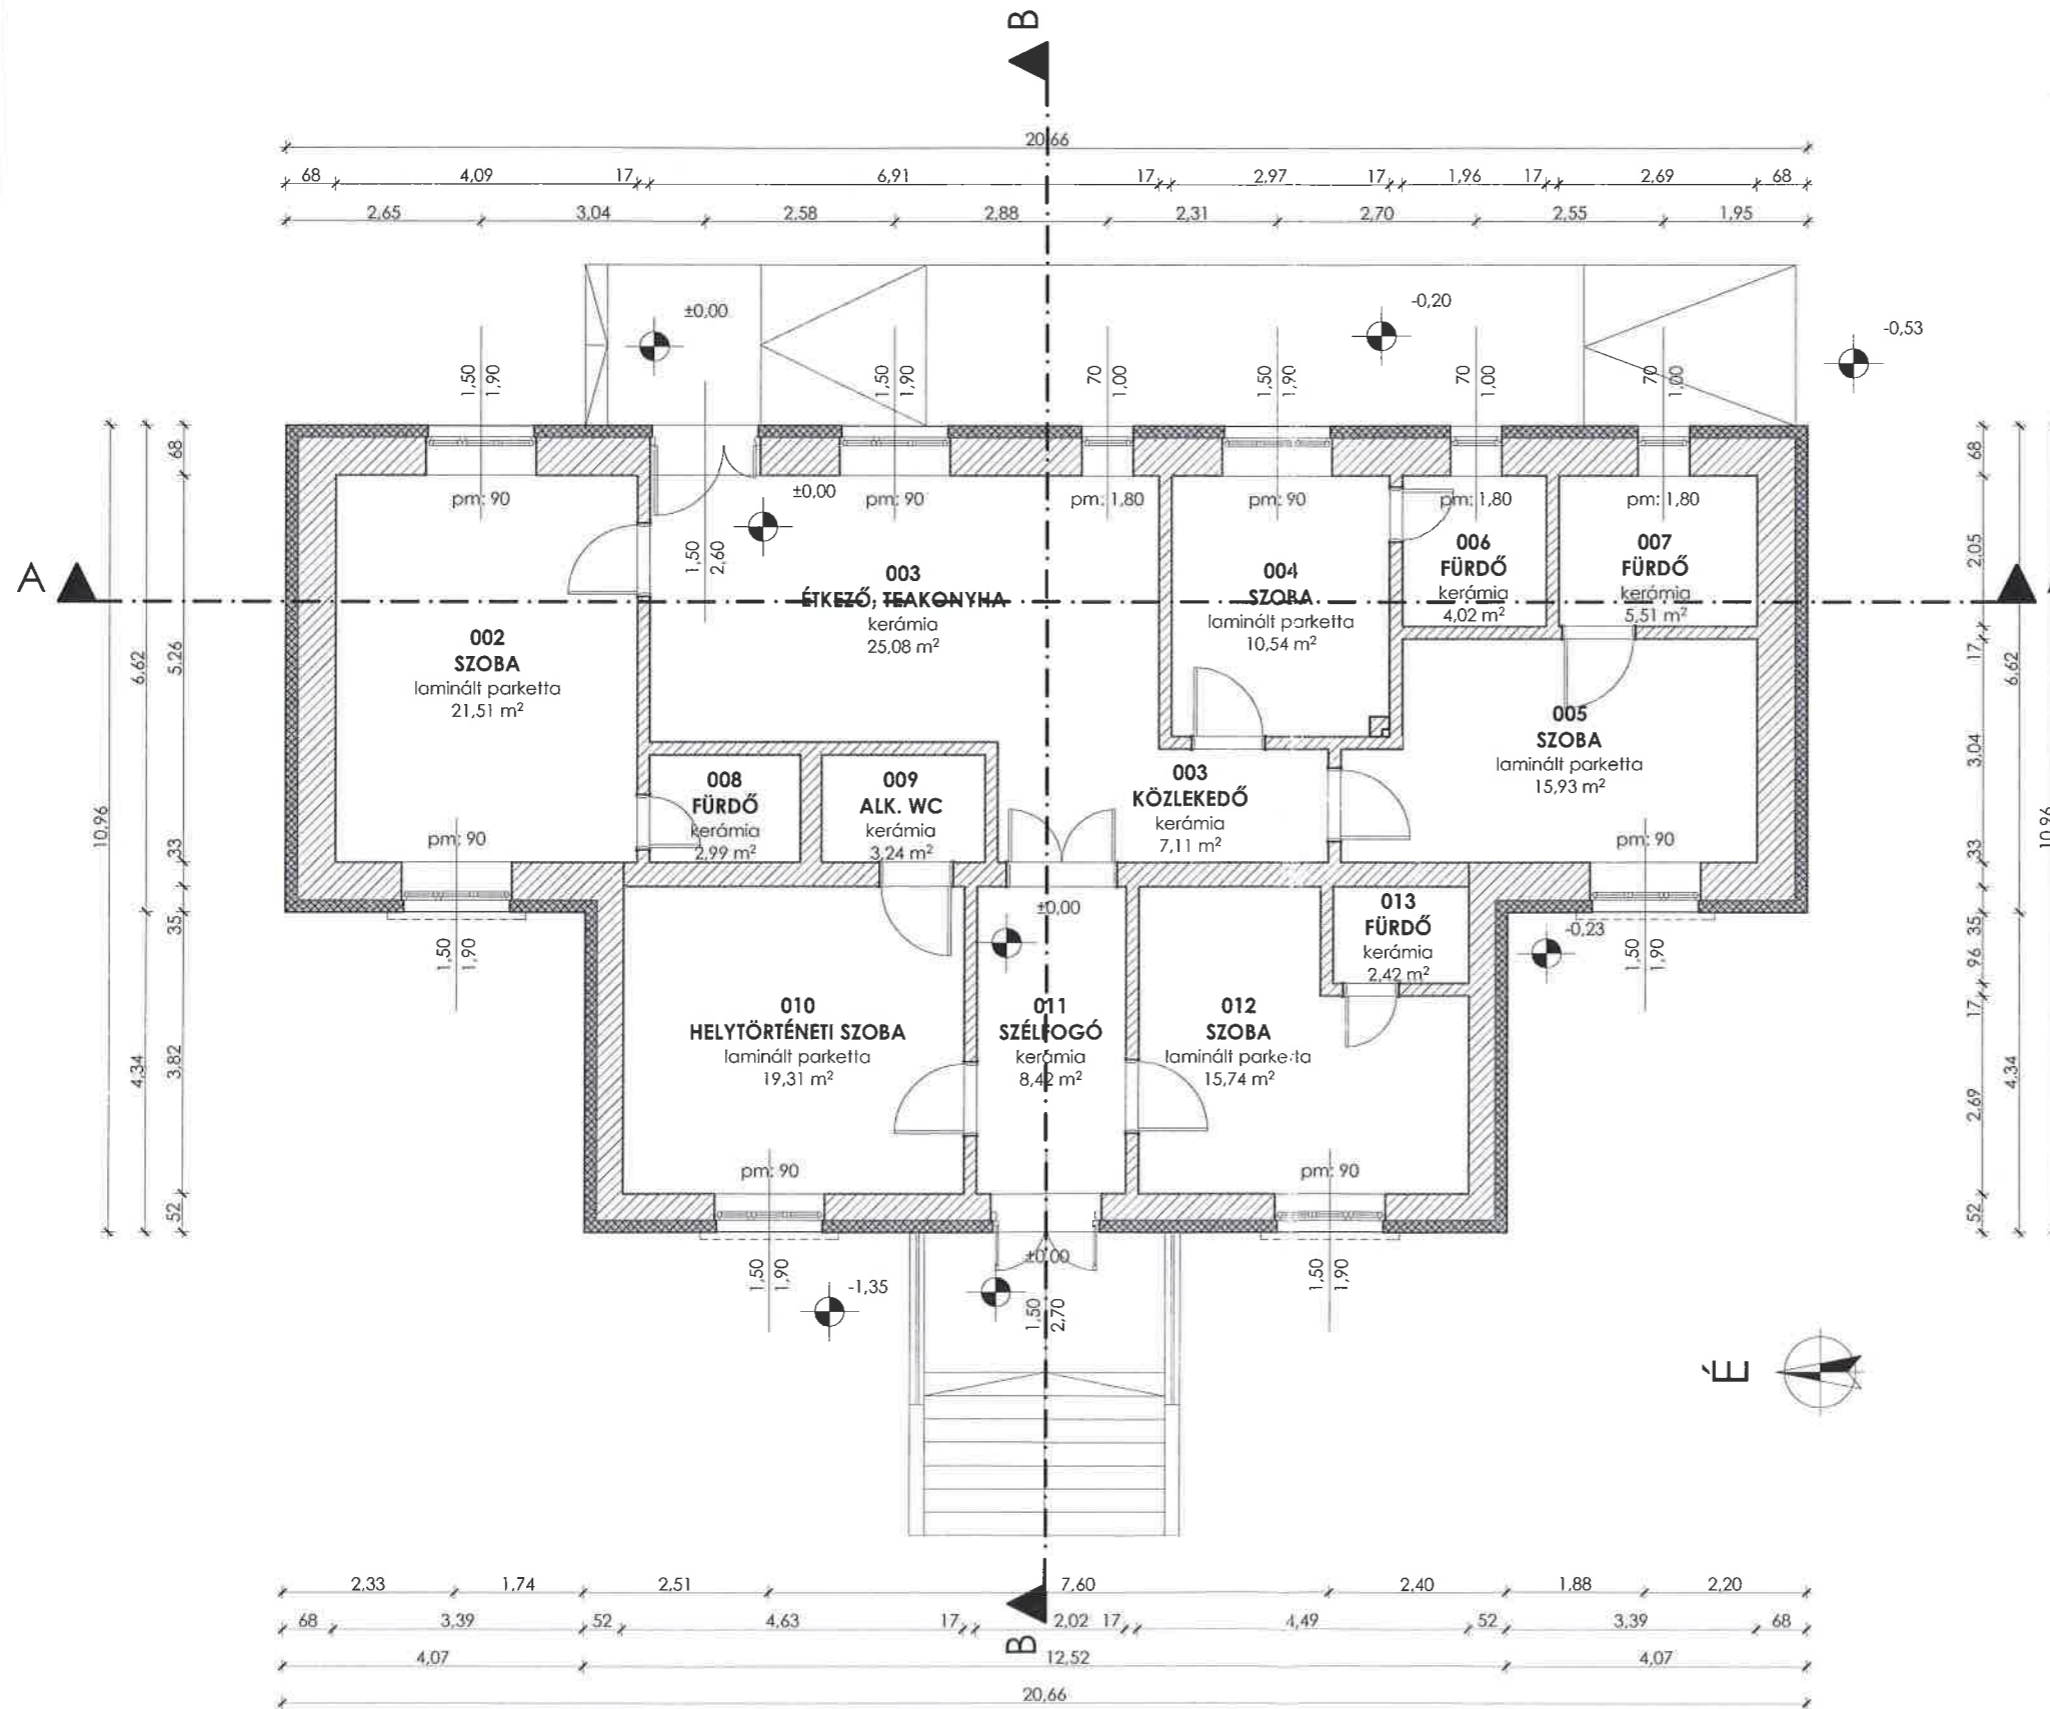 B
20,66
68 4,09 17 6,91 17 2,97 17 1,96 17 2,69 68
2,65 3,04 2,58 2,88 2,31 2,70 2,55 1,95
±0,00
-0,20
-0,53
1,50 1,90
1,50 1,90
70 1,00
1,50 1,90
70 1,00
70 1,00
pm: 90
±0,00
pm: 90
pm: 1,80
pm: 90
pm: 1,80
pm: 1,80
1,50 2,60
A
002
SZOBA
laminált parketta
21,51 m²
003
ÉTKEZŐ, TEAKONYHA
kerámia
25,08 m²
004
SZOBA
laminált parketta
10,54 m²
006
FÜRDŐ
kerámia
4,02 m²
007
FÜRDŐ
kerámia
5,51 m²
005
SZOBA
laminált parketta
15,93 m²
008
FÜRDŐ
kerámia
2,99 m²
009
ALK. WC
kerámia
3,24 m²
003
KÖZLEKEDŐ
kerámia
7,11 m²
pm: 90
pm: 90
±0,00
1,50 1,90
-0,23
1,50 1,90
013
FÜRDŐ
kerámia
2,42 m²
010
HELYTÖRTÉNETI SZOBA
laminált parketta
19,31 m²
011
SZÉLFOGÓ
kerámia
8,42 m²
012
SZOBA
laminált parketta
15,74 m²
pm: 90
pm: 90
±0,00
1,50 1,90
-1,35
1,50 2,70
1,50 1,90
10,96
6,62 4,34
68 5,26 33 35 3,82 52
68 2,05 17 3,04 33 35 96 17 2,69 52
6,62 4,34
10,96
É
2,33 1,74 2,51 7,60 2,40 1,88 2,20
68 3,39 52 4,63 17 2,02 17 4,49 52 3,39 68
B
4,07 12,52 4,07
20,66